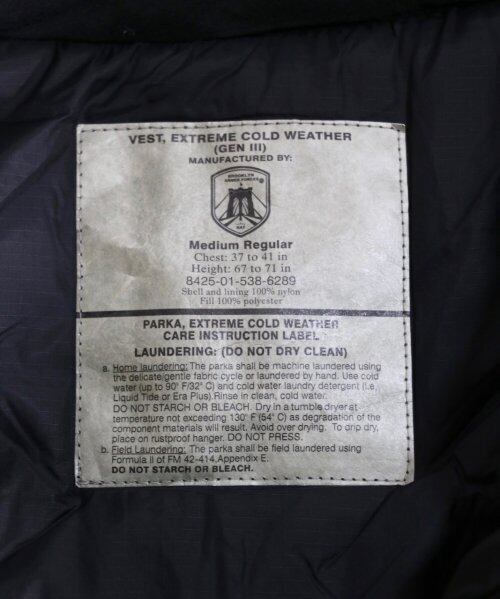 VEST, EXTREME COLD WEATHER
(GEN III)
MANUFACTURED BY:
BROOKLYN
ARMED FORCES
Medium Regular
Chest: 37 to 41 in
Height: 67 to 71 in
8425-01-538-6289
Shell and lining 100% nylon
Fill 100% polyester
PARKA, EXTREME COLD WEATHER
CARE INSTRUCTION LABEL
LAUNDERING: (DO NOT DRY CLEAN)
a. Home laundering: The parka shall be machine laundered using
the delicate/gentle fabric cycle or laundered by hand. Use cold
water (up to 90° F/32° C) and cold water laundry detergent (i.e,
Liquid Tide or Era Plus).Rinse in clean, cold water.
DO NOT STARCH OR BLEACH. Dry in a tumble dryer at
temperature not exceeding 130° F (54° C) as degradation of the
component materials will result. Avoid over drying. To drip dry,
place on rustproof hanger. DO NOT PRESS.
b. Field Laundering: The parka shall be field laundered using
Formula II of FM 42-414,Appendix E.
DO NOT STARCH OR BLEACH.